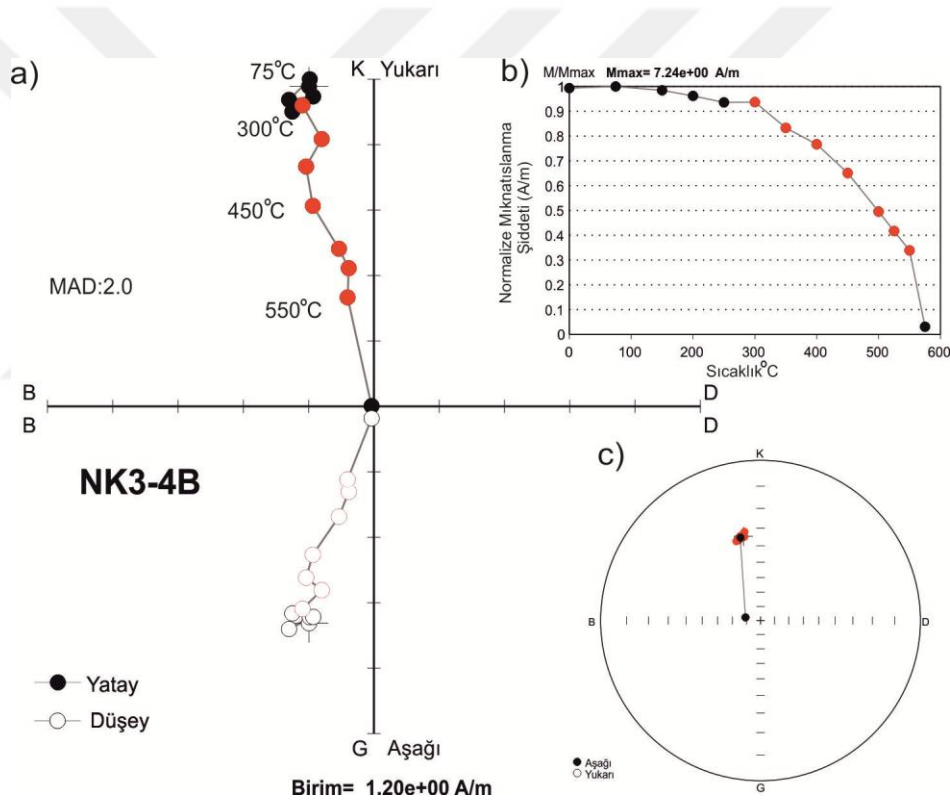 a)
75°C
K Yukarı
300°C
450°C
MAD:2.0
550°C
B
D
B
D
NK3-4B
Yatay
Düşey
G Aşağı
Birim= 1.20e+00 A/m
b)
M/Mmax Mmax= 7.24e+00 A/m
Normalize Mıknatıslanma
Şiddeti (A/m)
1
0.9
0.8
0.7
0.6
0.5
0.4
0.3
0.2
0.1
0
0 100 200 300 400 500 600
Sıcaklık°C
c)
K
B
D
G
Aşağı
Yukarı